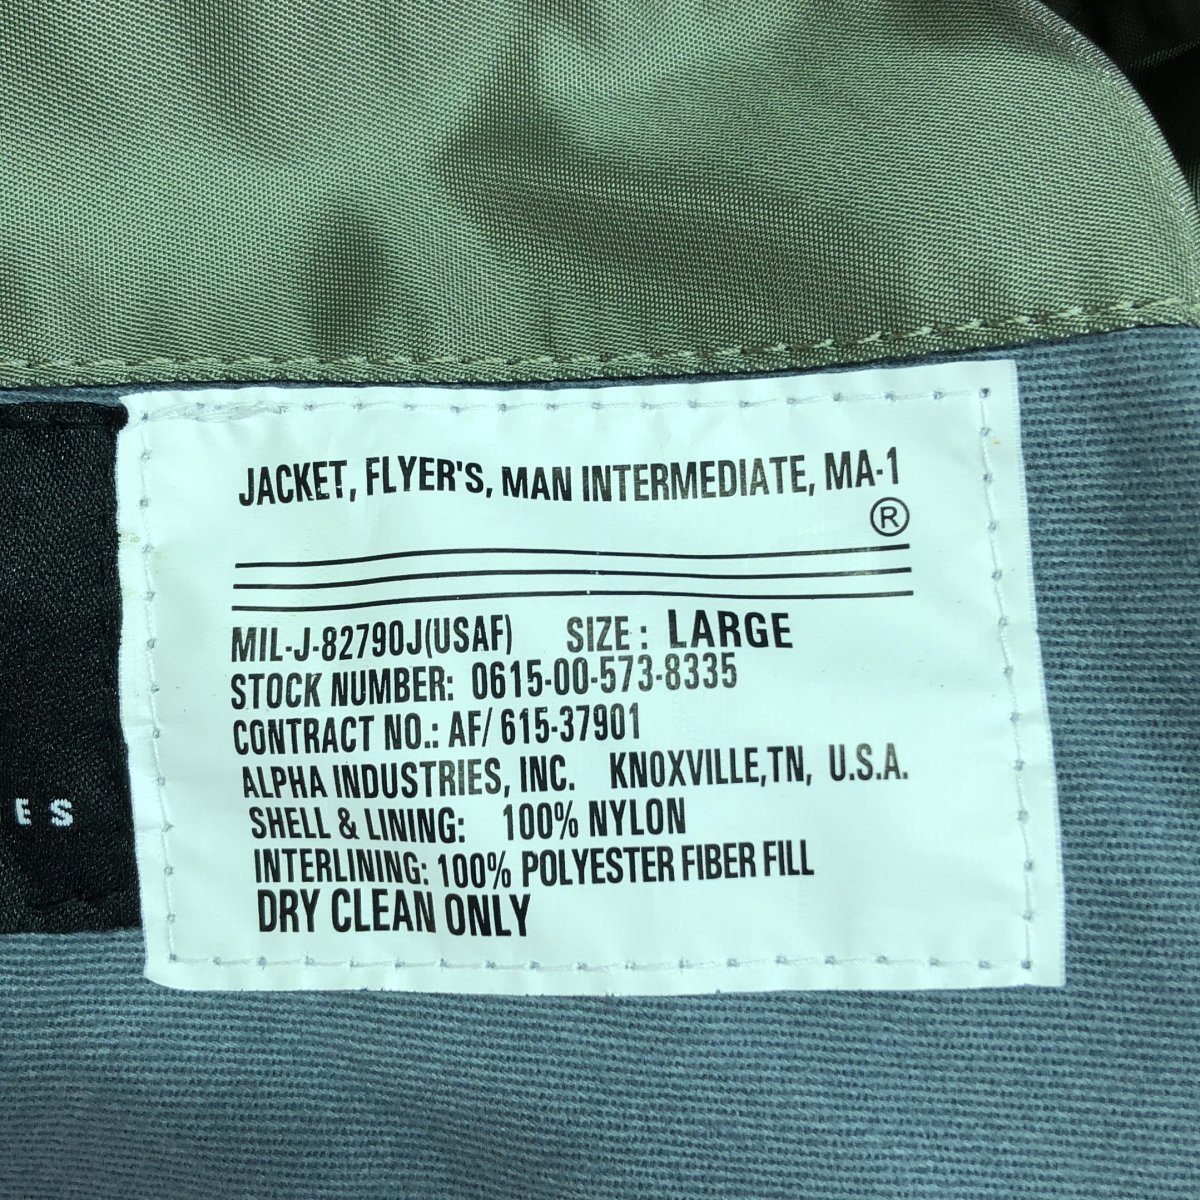 JACKET, FLYER'S, MAN INTERMEDIATE, MA-1
®
MIL-J-82790J(USAF) SIZE : LARGE
STOCK NUMBER: 0615-00-573-8335
CONTRACT NO.: AF/ 615-37901
ALPHA INDUSTRIES, INC. KNOXVILLE,TN, U.S.A.
SHELL & LINING: 100% NYLON
INTERLINING: 100% POLYESTER FIBER FILL
DRY CLEAN ONLY
ES